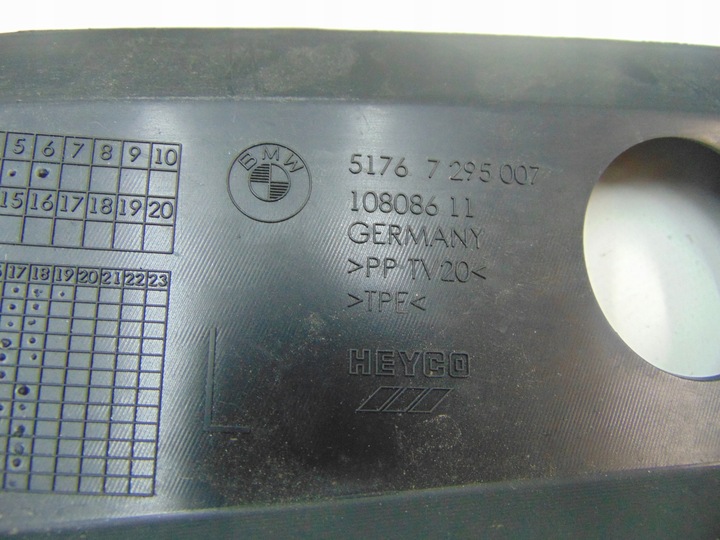 5 6 7 8 9 10
15 16 17 18 19 20
17 18 19 20 21 22 23
BMW
5176 7 295 007
108086 11
GERMANY
>PP TV20<
>TPE<
HEYCO
L